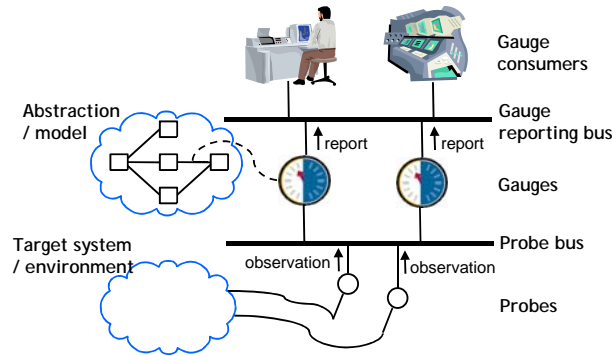 Gauge
consumers
Abstraction
/ model
Gauge
reporting bus
report
report
Gauges
Target system
/ environment
Probe bus
observation
observation
Probes